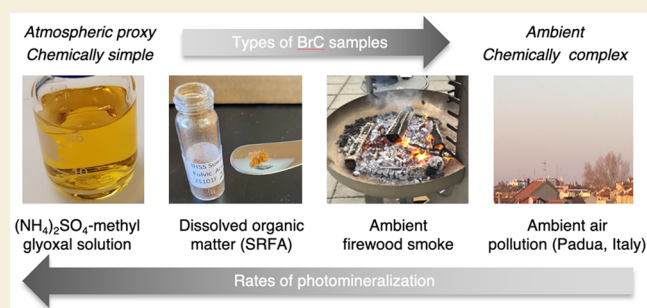 Atmospheric proxy
Chemically simple
Types of BrC samples
Ambient
Chemically complex
(NH4)2SO4-methyl
glyoxal solution
Dissolved organic
matter (SRFA)
Ambient
firewood smoke
Ambient air
pollution (Padua, Italy)
Rates of photomineralization